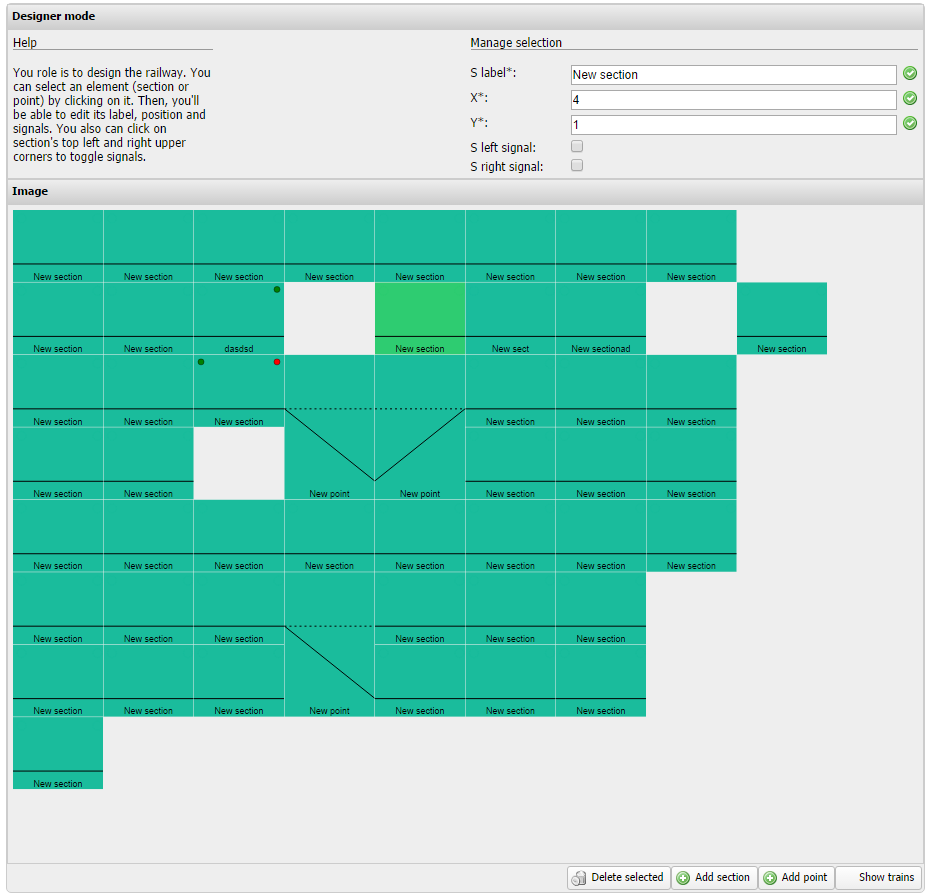 Designer mode
Help
Manage selection
You role is to design the railway. You
can select an element (section or
point) by clicking on it. Then, you'll
be able to edit its label, position and
signals. You also can click on
section's top left and right upper
corners to toggle signals.
S label*: New section
X*: 4
Y*: 1
S left signal:
S right signal:
Image
New section New section New section New section New section New section New section New section
New section New section dasdsd New section New sect New sectionad New section
New section New section New section New section New section New section
New section New section New point New point New section New section New section
New section New section New section New section New section New section New section New section
New section New section New section New section New section New section
New section New section New section New point New section New section New section
New section
Delete selected Add section Add point Show trains